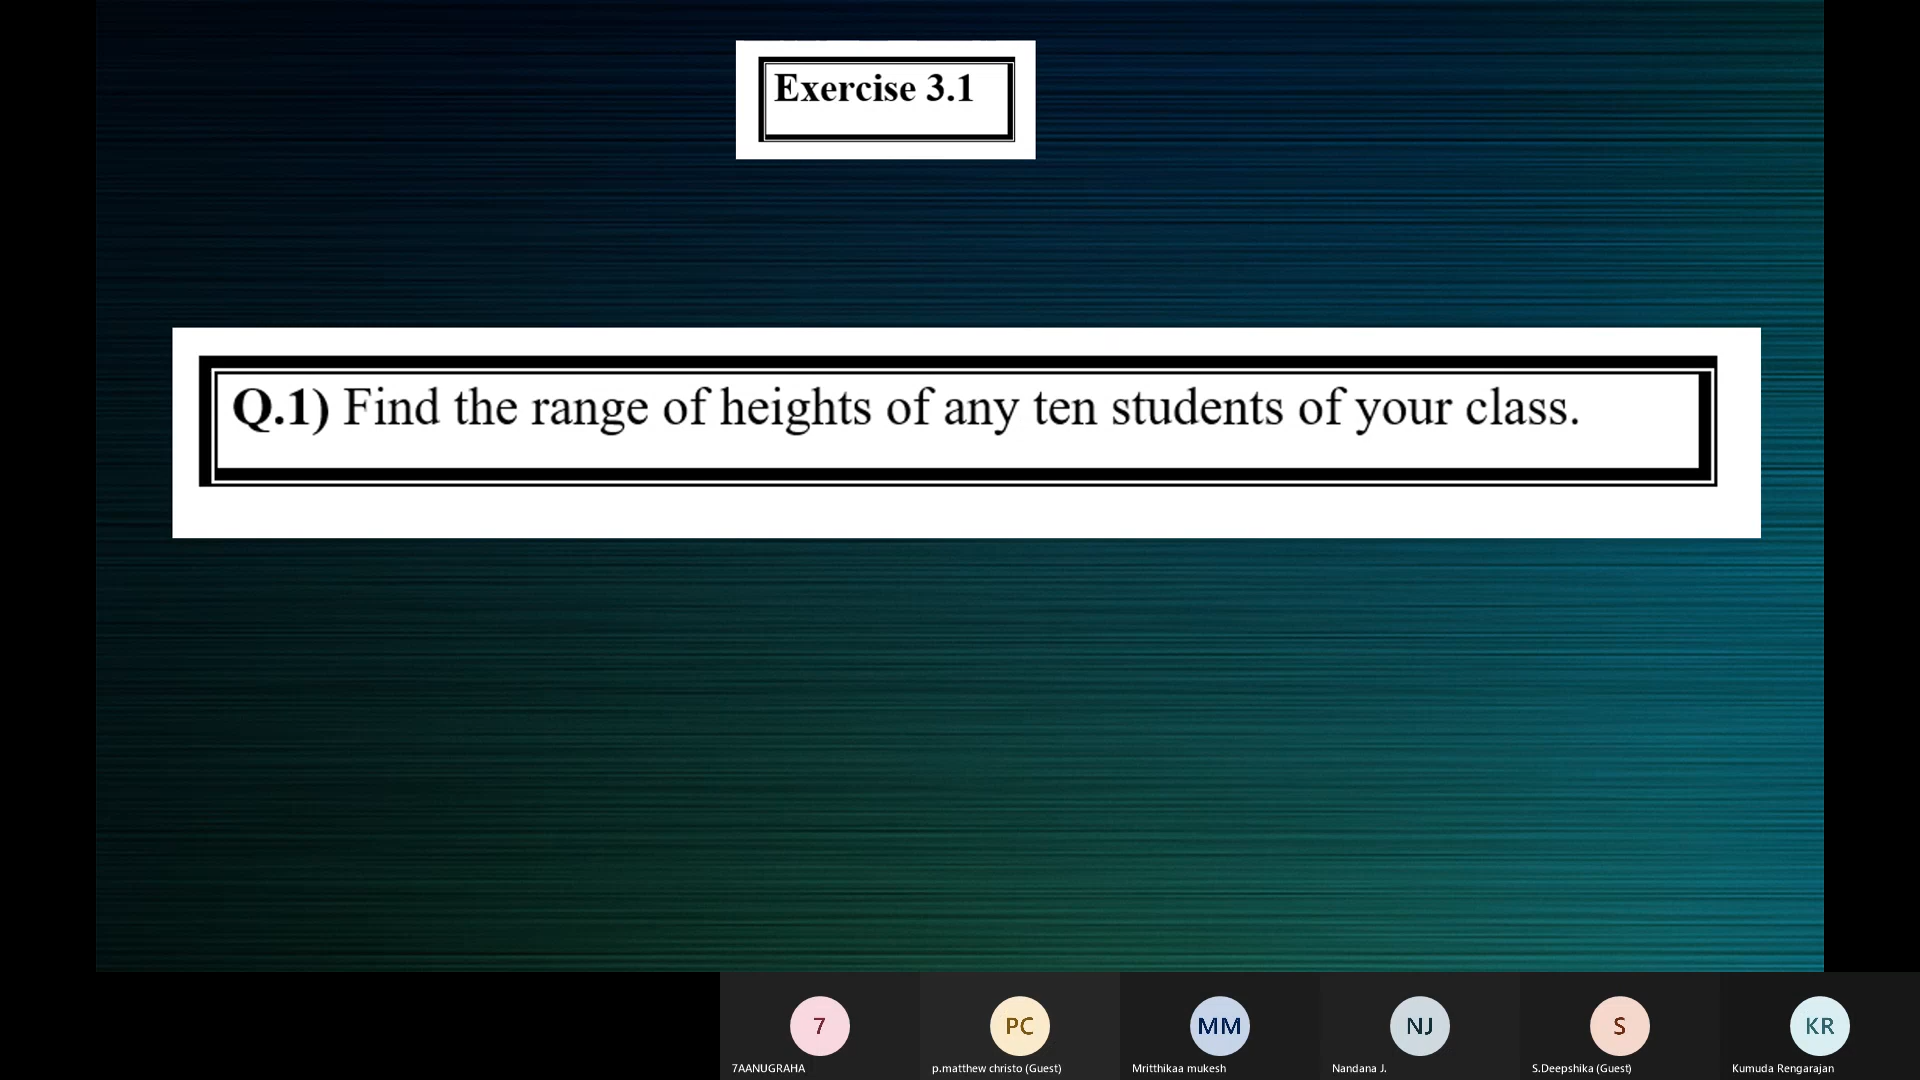 Exercise 3.1
Q.1) Find the range of heights of any ten students of your class.
7 PC MM NJ S KR
7AANUGRAHA p.matthew christo (Guest) Mritthikaa mukesh Nandana J. S.Deepshika (Guest) Kumuda Rengarajan